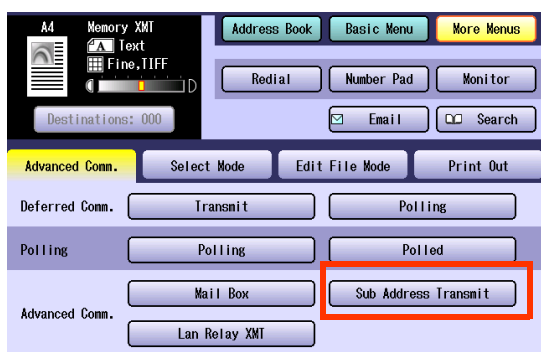 A4 Memory XMT
A Text
Fine,TIFF
D
Destinations: 000
Address Book Basic Menu More Menus
Redial Number Pad Monitor
Email Search
Advanced Comm. Select Mode Edit File Mode Print Out
Deferred Comm. Transmit Polling
Polling Polling Polled
Advanced Comm. Mail Box Sub Address Transmit
Lan Relay XMT